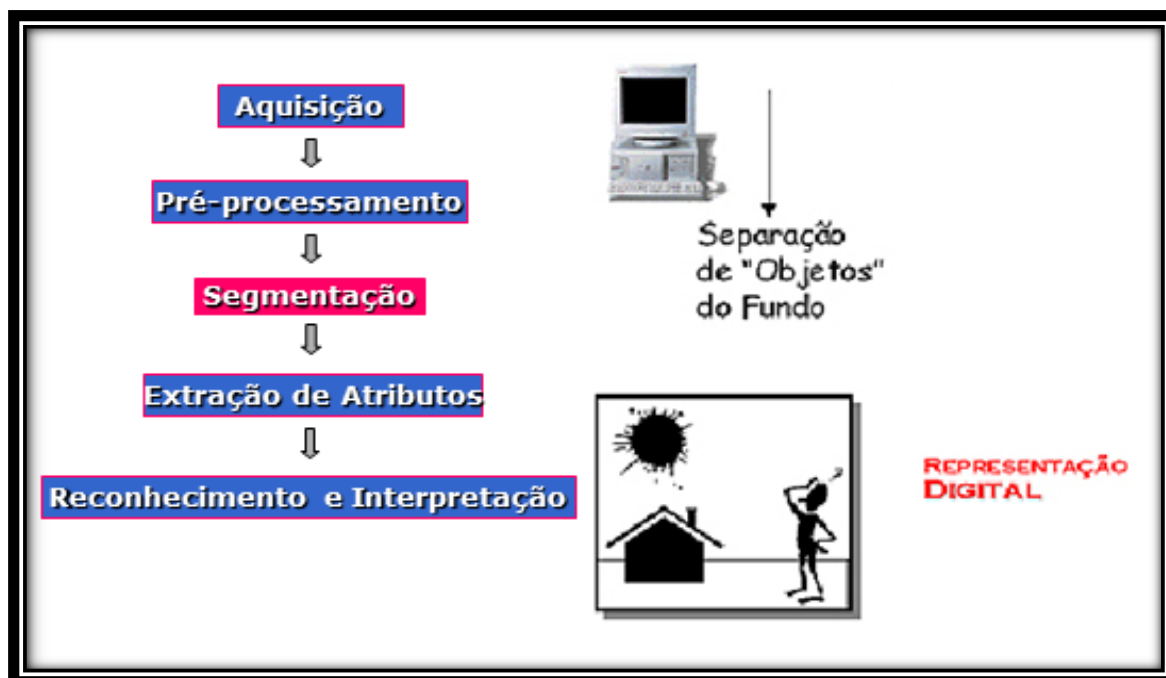 Aquisição
Pré-processamento
Segmentação
Extração de Atributos
Reconhecimento e Interpretação
Separação
de "Objetos"
do Fundo
REPRESENTAÇÃO
DIGITAL